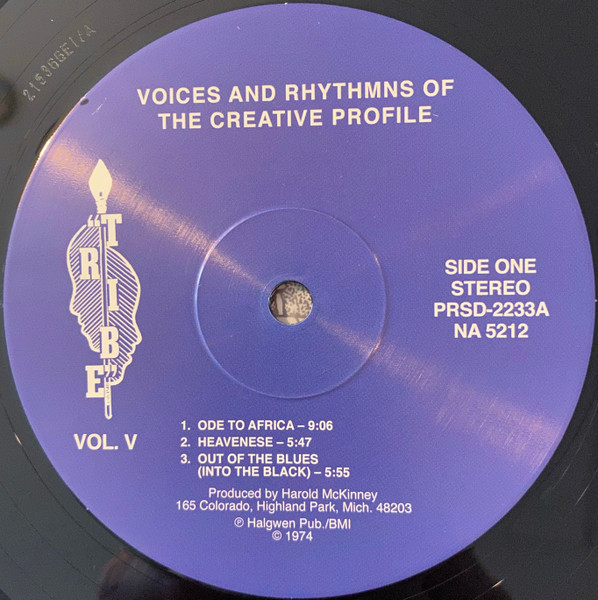 215366E1/A
VOICES AND RHYTHMNS OF
THE CREATIVE PROFILE
"TRIBE"
VOL. V
SIDE ONE
STEREO
PRSD-2233A
NA 5212
1. ODE TO AFRICA – 9:06
2. HEAVENESE – 5:47
3. OUT OF THE BLUES
(INTO THE BLACK) – 5:55
Produced by Harold McKinney
165 Colorado, Highland Park, Mich. 48203
℗ Halgwen Pub./BMI
© 1974